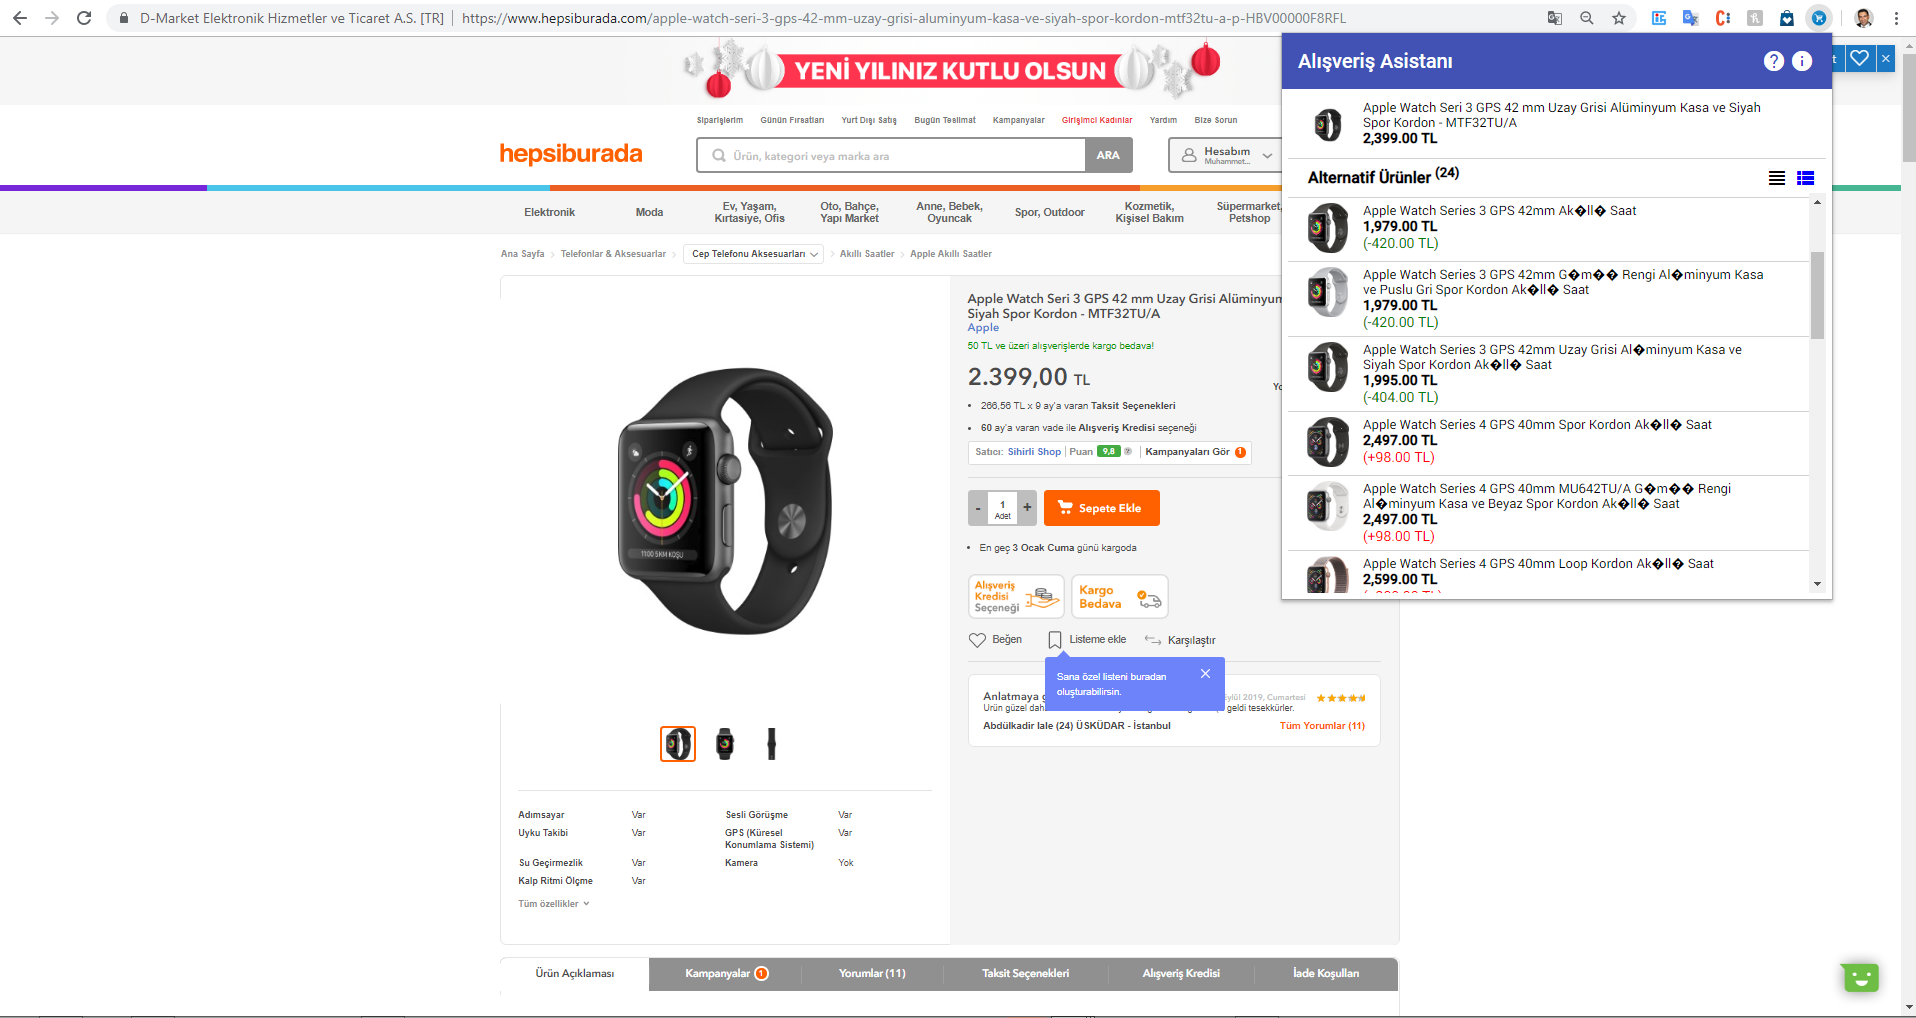 D-Market Elektronik Hizmetler ve Ticaret A.S. [TR] | https://www.hepsiburada.com/apple-watch-seri-3-gps-42-mm-uzay-grisi-aluminyum-kasa-ve-siyah-spor-kordon-mtf32tu-a-p-HBV00000F8RFL
YENİ YILINIZ KUTLU OLSUN
Siparişlerim Günün Fırsatları Yurt Dışı Satış Bugün Teslimat Kampanyalar Girişimci Kadınlar Yardım Bize Sorun
hepsiburada
Ürün, kategori veya marka ara
ARA
Hesabım
Muhammet...
Elektronik
Moda
Ev, Yaşam,
Kırtasiye, Ofis
Oto, Bahçe,
Yapı Market
Anne, Bebek,
Oyuncak
Spor, Outdoor
Kozmetik,
Kişisel Bakım
Süpermarket,
Petshop
Ana Sayfa Telefonlar & Aksesuarlar Cep Telefonu Aksesuarları Akıllı Saatler Apple Akıllı Saatler
Apple Watch Seri 3 GPS 42 mm Uzay Grisi Alüminyum
Siyah Spor Kordon - MTF32TU/A
Apple
50 TL ve üzeri alışverişlerde kargo bedava!
2.399,00 TL
266,56 TL x 9 ay'a varan Taksit Seçenekleri
60 ay'a varan vade ile Alışveriş Kredisi seçeneği
Satıcı: Sihirli Shop | Puan 9,8 ? | Kampanyaları Gör 1
- 1 +
Adet
Sepete Ekle
En geç 3 Ocak Cuma günü kargoda
Alışveriş
Kredisi
Seçeneği
Kargo
Bedava
Beğen Listeme ekle Karşılaştır
Sana özel listeni buradan
oluşturabilirsin.
Anlatmaya
Eylül 2019, Cumartesi
Ürün güzel
geldi tesekkürler.
Abdülkadir lale (24) ÜSKÜDAR - İstanbul
Tüm Yorumlar (11)
1100 5KM KOŞU
Adımsayar Var Sesli Görüşme Var
Uyku Takibi Var GPS (Küresel Var
Konumlama Sistemi)
Su Geçirmezlik Var Kamera Yok
Kalp Ritmi Ölçme Var
Tüm özellikler
Ürün Açıklaması Kampanyalar 1 Yorumlar (11) Taksit Seçenekleri Alışveriş Kredisi İade Koşulları
Alışveriş Asistanı
Apple Watch Seri 3 GPS 42 mm Uzay Grisi Alüminyum Kasa ve Siyah
Spor Kordon - MTF32TU/A
2,399.00 TL
Alternatif Ürünler (24)
Apple Watch Series 3 GPS 42mm Ak�ll� Saat
1,979.00 TL
(-420.00 TL)
Apple Watch Series 3 GPS 42mm G�m�� Rengi Al�minyum Kasa
ve Puslu Gri Spor Kordon Ak�ll� Saat
1,979.00 TL
(-420.00 TL)
Apple Watch Series 3 GPS 42mm Uzay Grisi Al�minyum Kasa ve
Siyah Spor Kordon Ak�ll� Saat
1,995.00 TL
(-404.00 TL)
Apple Watch Series 4 GPS 40mm Spor Kordon Ak�ll� Saat
2,497.00 TL
(+98.00 TL)
Apple Watch Series 4 GPS 40mm MU642TU/A G�m�� Rengi
Al�minyum Kasa ve Beyaz Spor Kordon Ak�ll� Saat
2,497.00 TL
(+98.00 TL)
Apple Watch Series 4 GPS 40mm Loop Kordon Ak�ll� Saat
2,599.00 TL